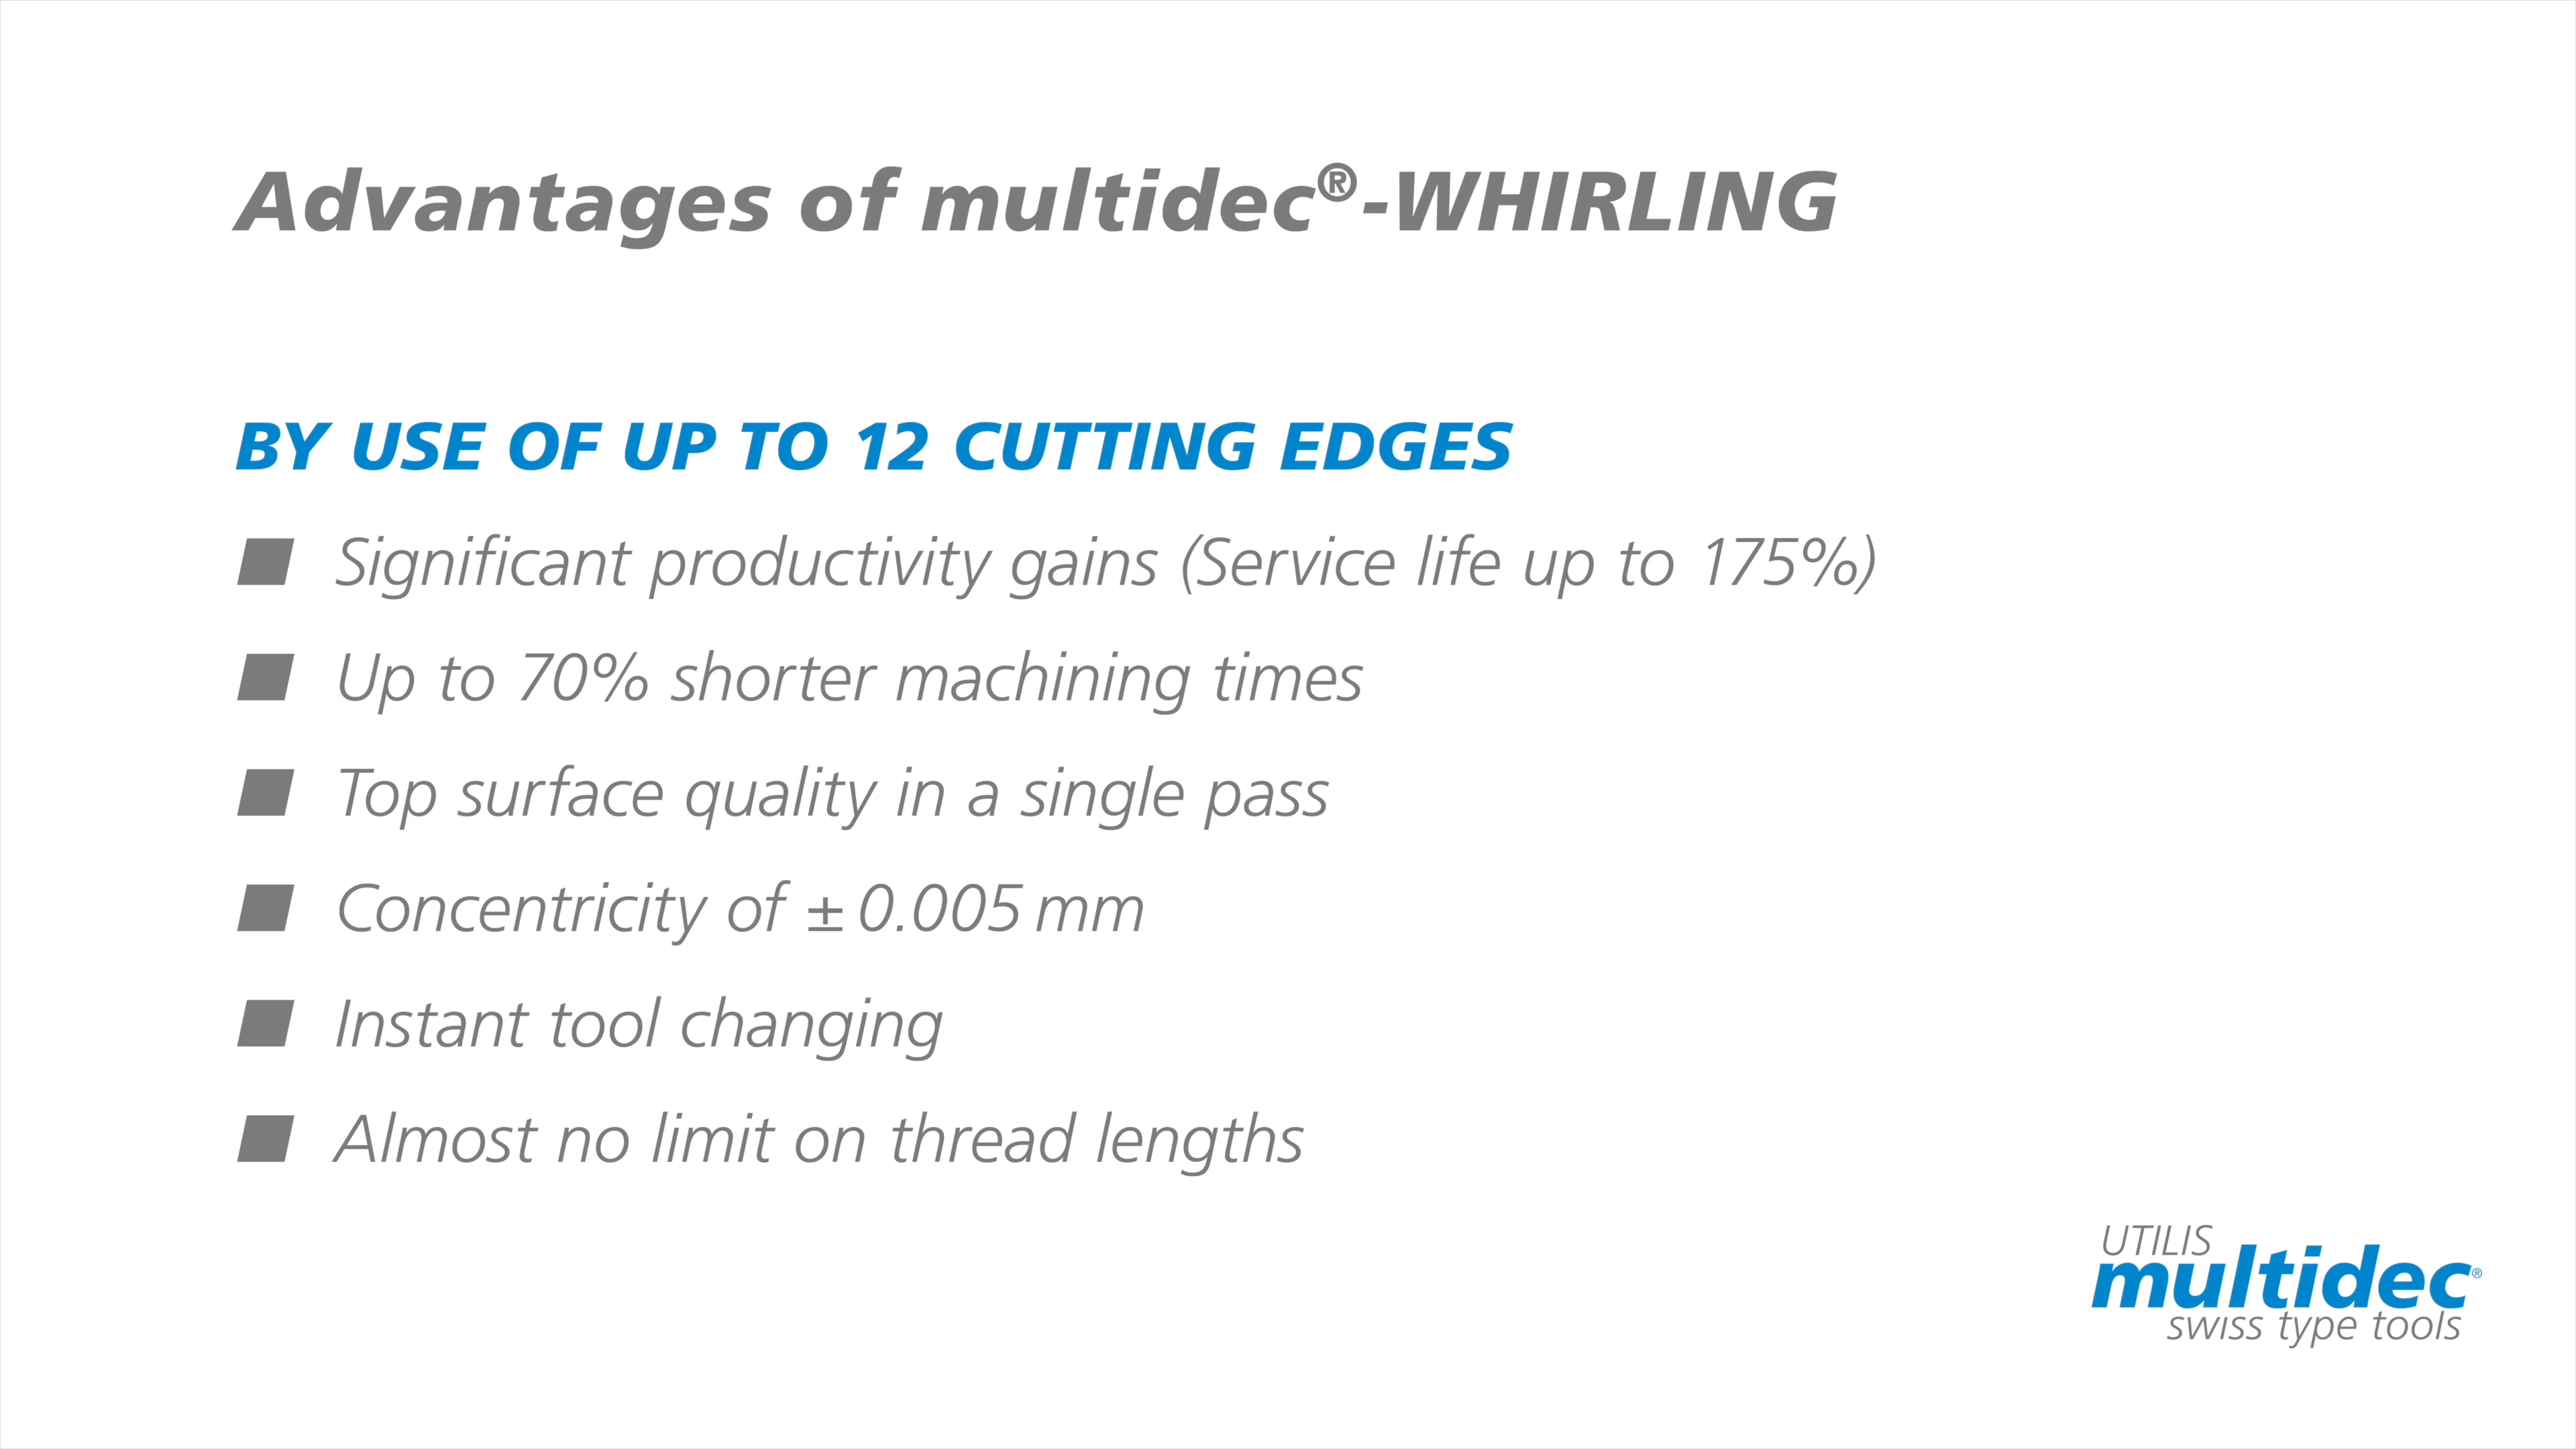 Advantages of multidec®-WHIRLING
BY USE OF UP TO 12 CUTTING EDGES
Significant productivity gains (Service life up to 175%)
Up to 70% shorter machining times
Top surface quality in a single pass
Concentricity of ± 0.005 mm
Instant tool changing
Almost no limit on thread lengths
UTILIS
multidec®
swiss type tools